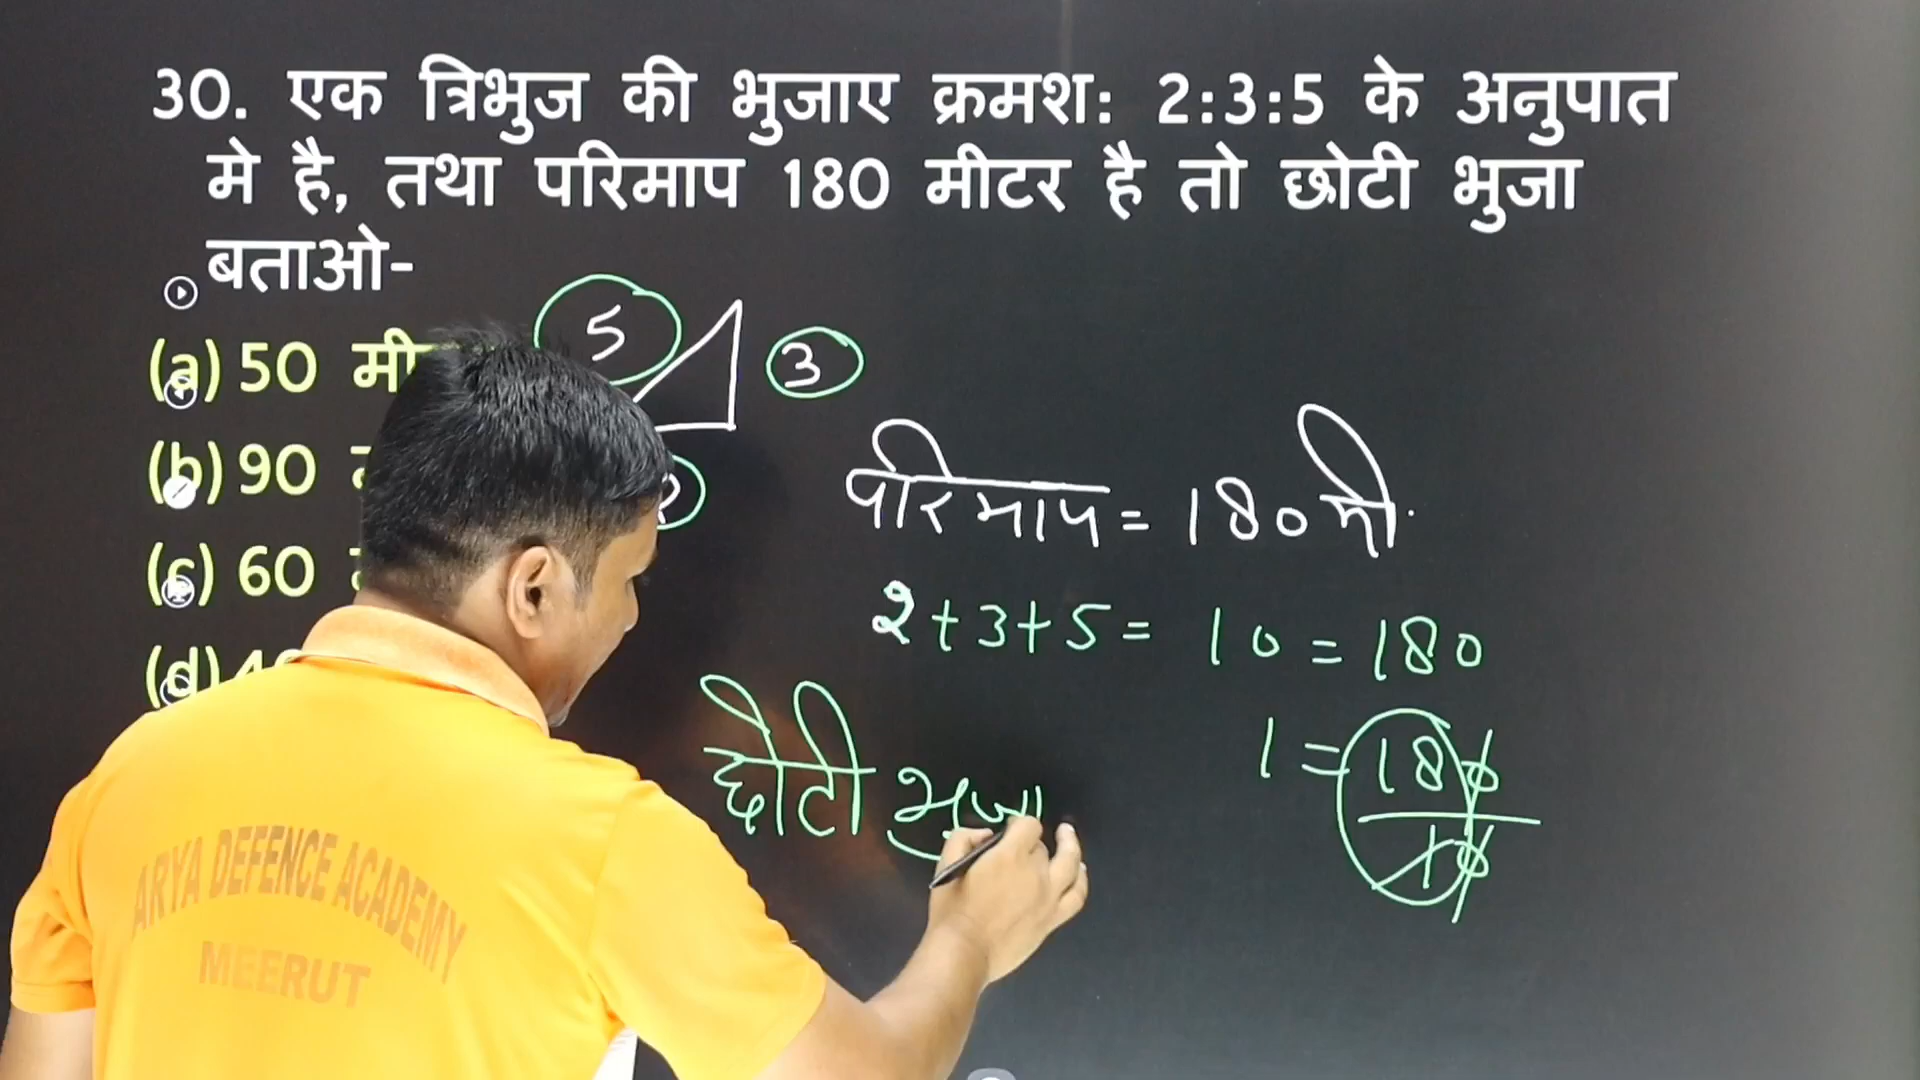 30. एक त्रिभुज की भुजाए क्रमश: 2:3:5 के अनुपात
मे है, तथा परिमाप 180 मीटर है तो छोटी भुजा
बताओ-
(a) 50
(b) 90
(c) 60
(d)
5
3
2
परिमाप = 180 मी.
2+3+5 = 10 = 180
1 = 180
10
छोटी भुजा
ARYA DEFENCE ACADEMY
MEERUT